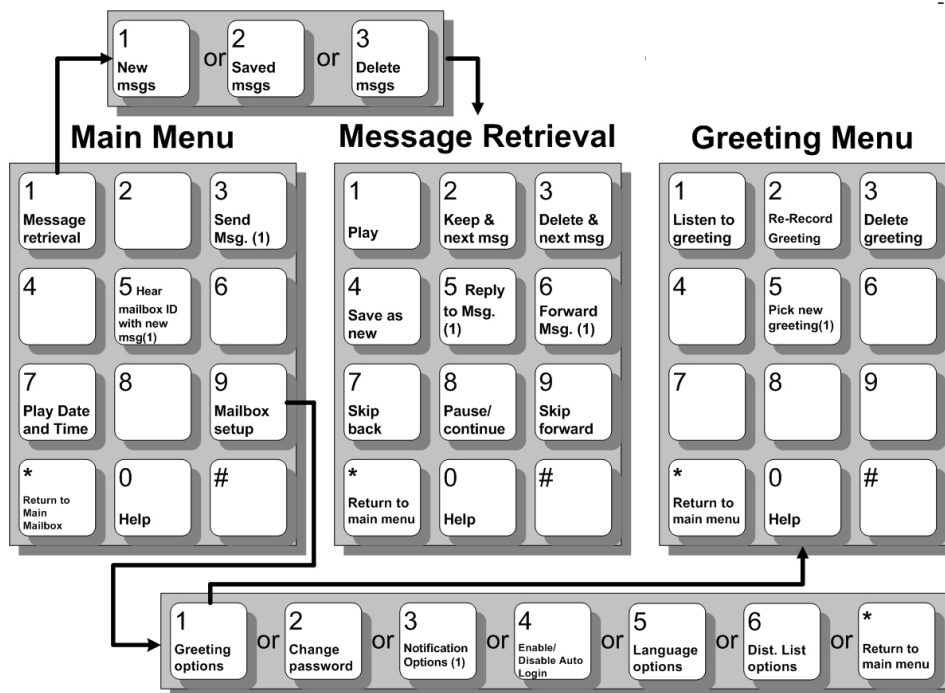 1
New
msgs
or
2
Saved
msgs
or
3
Delete
msgs
Main Menu
1
Message
retrieval
2
3
Send
Msg. (1)
4
5 Hear
mailbox ID
with new
msg(1)
6
7
Play Date
and Time
8
9
Mailbox
setup
*
Return to
Main
Mailbox
0
Help
#
Message Retrieval
1
Play
2
Keep &
next msg
3
Delete &
next msg
4
Save as
new
5 Reply
to Msg.
(1)
6
Forward
Msg. (1)
7
Skip
back
8
Pause/
continue
9
Skip
forward
*
Return to
main menu
0
Help
#
Greeting Menu
1
Listen to
greeting
2
Re-Record
Greeting
3
Delete
greeting
4
5
Pick new
greeting(1)
6
7
8
9
*
Return to
main menu
0
Help
#
1
Greeting
options
or
2
Change
password
or
3
Notification
Options (1)
or
4
Enable/
Disable Auto
Login
or
5
Language
options
or
6
Dist. List
options
or
*
Return to
main menu